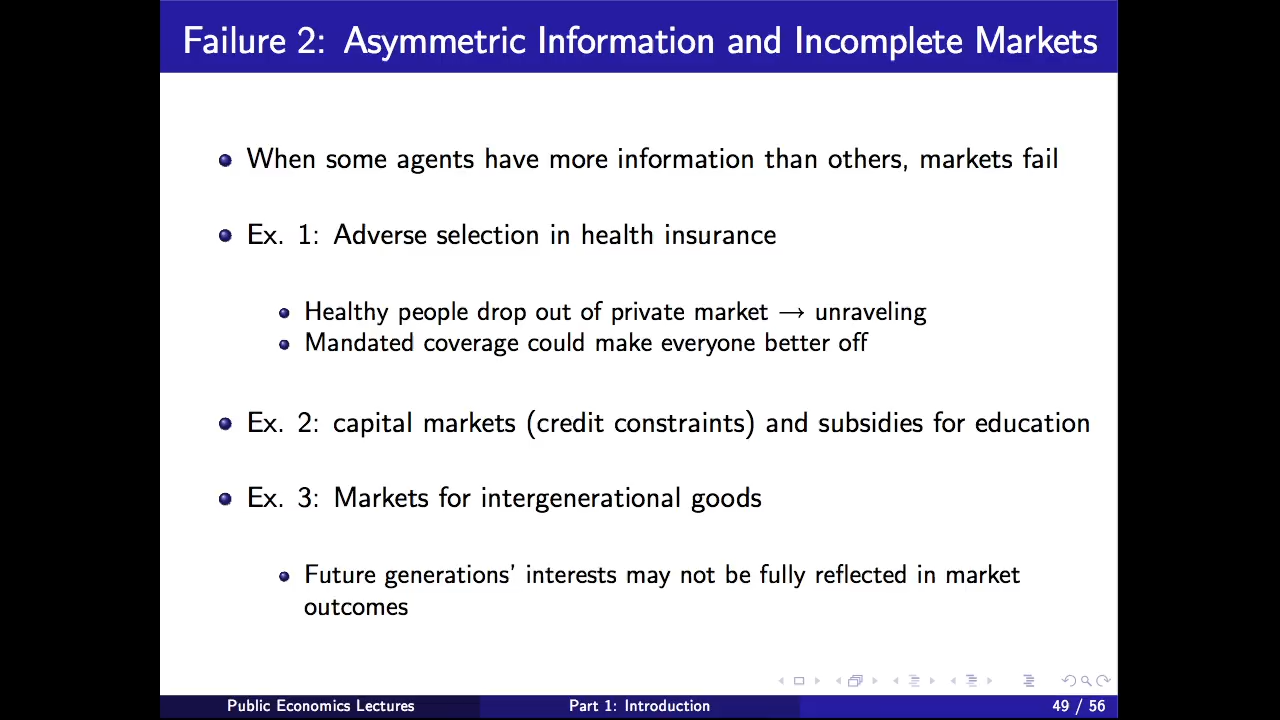 Failure 2: Asymmetric Information and Incomplete Markets
When some agents have more information than others, markets fail
Ex. 1: Adverse selection in health insurance
Healthy people drop out of private market → unraveling
Mandated coverage could make everyone better off
Ex. 2: capital markets (credit constraints) and subsidies for education
Ex. 3: Markets for intergenerational goods
Future generations' interests may not be fully reflected in market
outcomes
Public Economics Lectures Part 1: Introduction 49 / 56